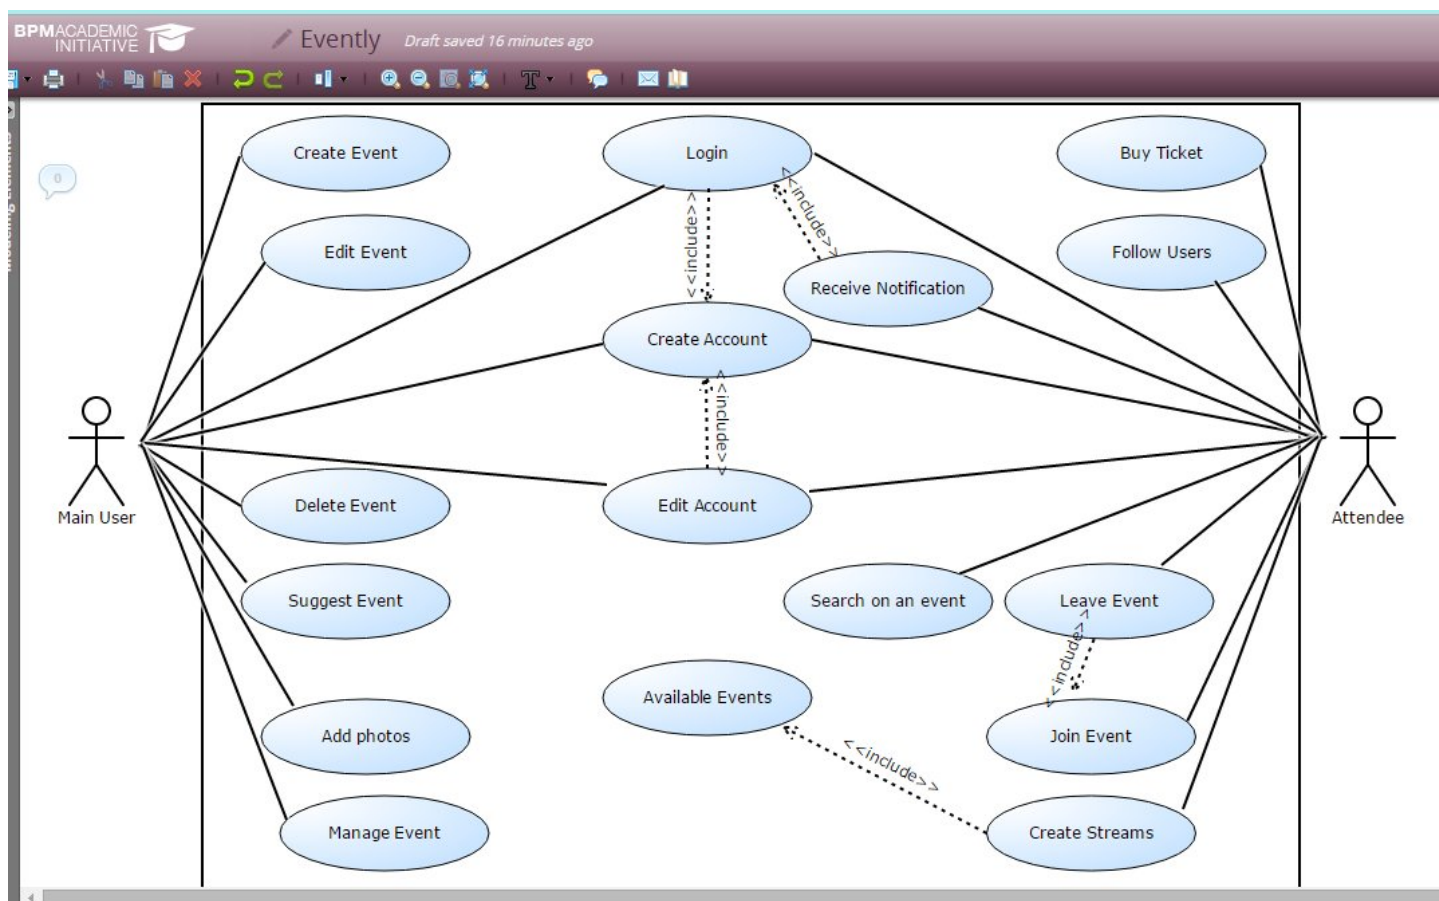 BPMACADEMIC
INITIATIVE
Evently
Draft saved 16 minutes ago
T
0
Create Event
Login
Buy Ticket
<<include>>
<<include>>
Edit Event
Follow Users
Receive Notification
Create Account
<<include>>
Main User
Delete Event
Edit Account
Attendee
Suggest Event
Search on an event
Leave Event
<<include>>
Available Events
Add photos
Join Event
<<include>>
Manage Event
Create Streams